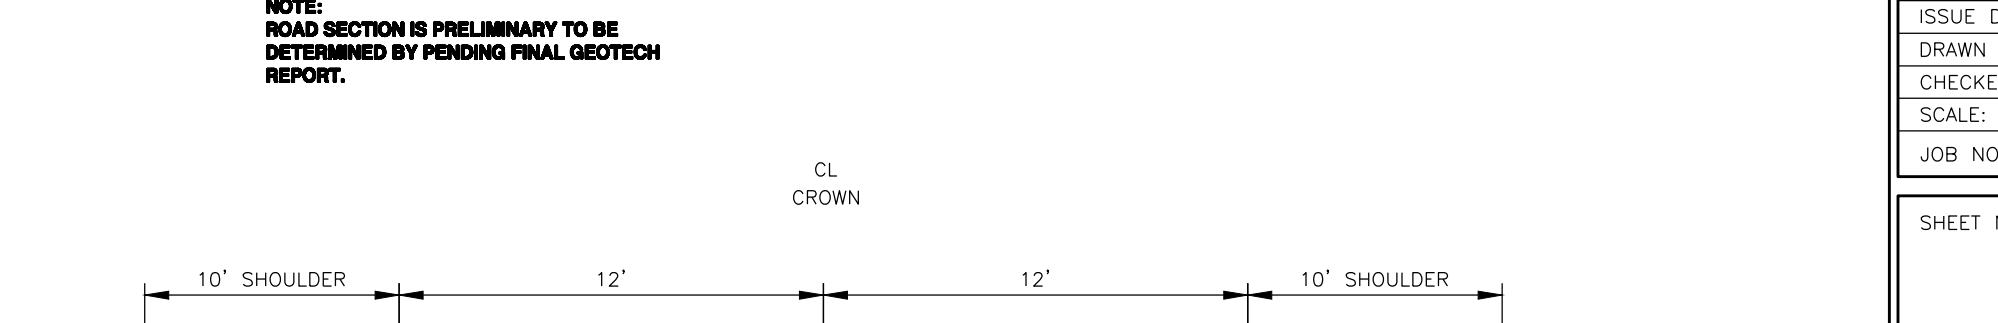 NOTE:
ROAD SECTION IS PRELIMINARY TO BE
DETERMINED BY PENDING FINAL GEOTECH
REPORT.
CL
CROWN
10' SHOULDER 12' 12' 10' SHOULDER
ISSUE
DRAWN
SCALE:
JOB
SHEET